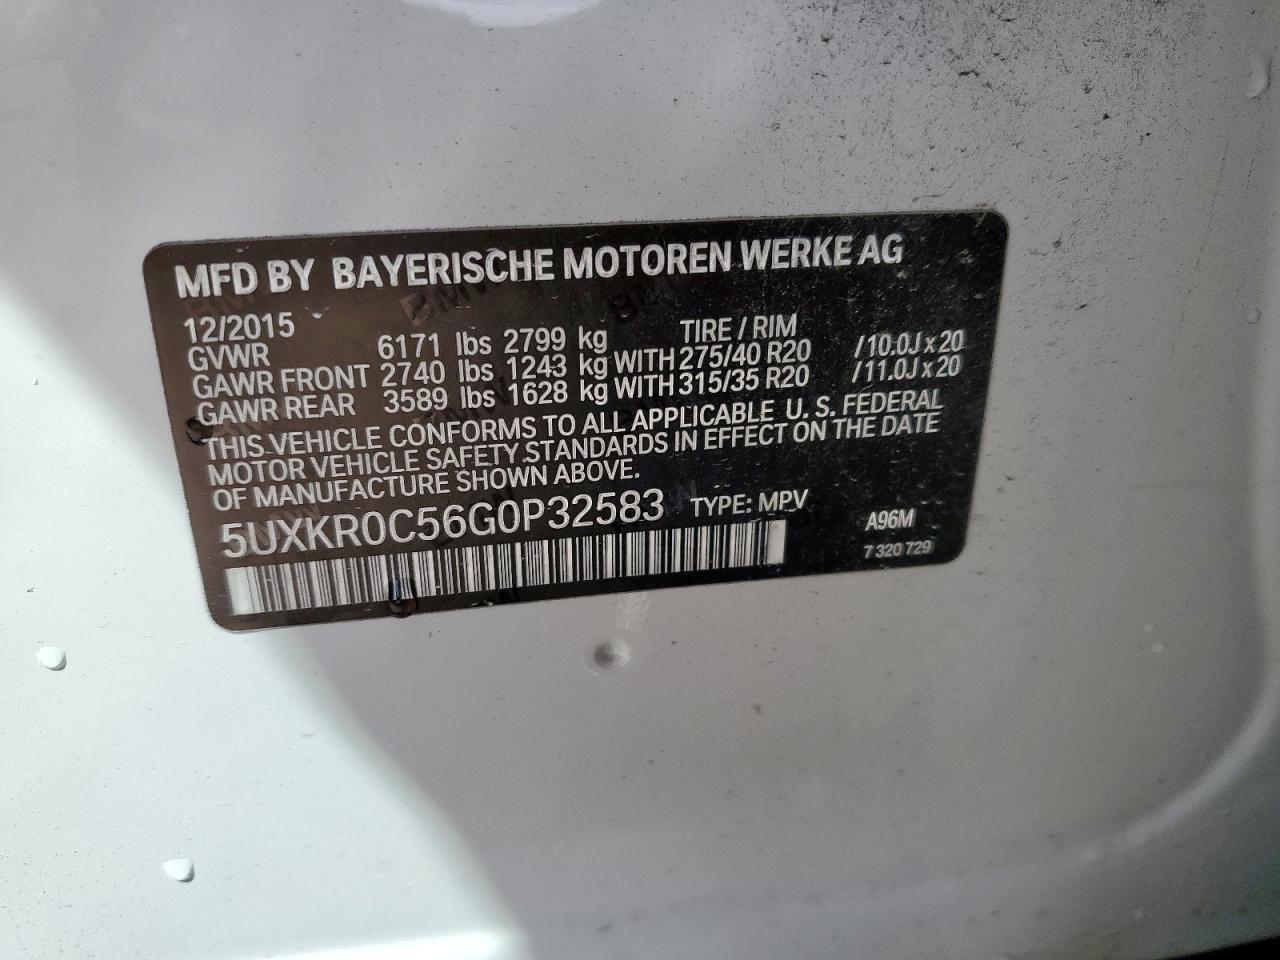 MFD BY BAYERISCHE MOTOREN WERKE AG
12/2015 TIRE / RIM
GVWR 6171 lbs 2799 kg
GAWR FRONT 2740 lbs 1243 kg WITH 275/40 R20 /10.0J x 20
GAWR REAR 3589 lbs 1628 kg WITH 315/35 R20 /11.0J x 20
THIS VEHICLE CONFORMS TO ALL APPLICABLE U. S. FEDERAL
MOTOR VEHICLE SAFETY STANDARDS IN EFFECT ON THE DATE
OF MANUFACTURE SHOWN ABOVE.
5UXKR0C56G0P32583 TYPE: MPV A96M
7 320 729